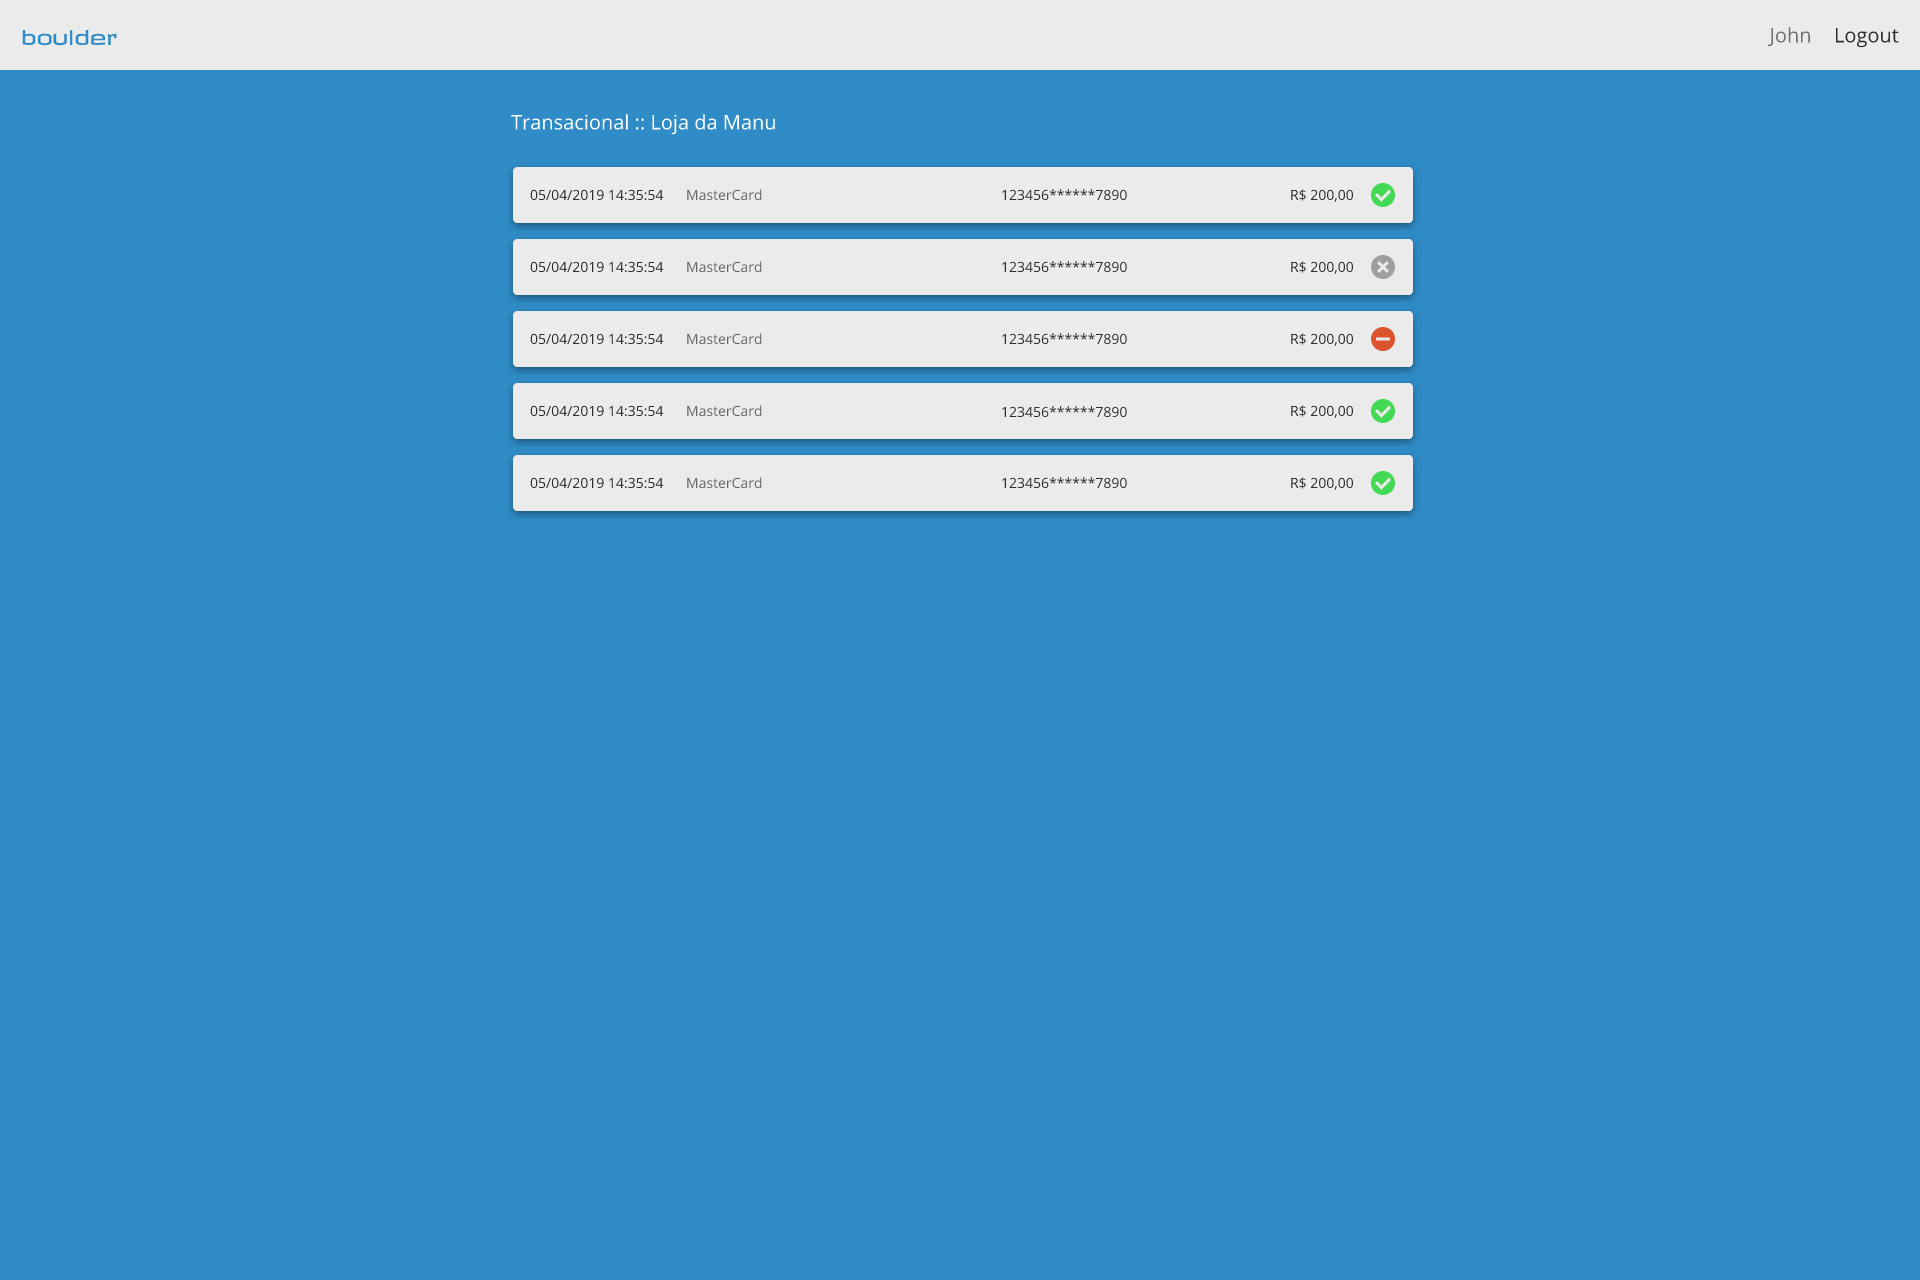 boulder
John Logout
Transacional :: Loja da Manu
05/04/2019 14:35:54 MasterCard 123456******7890 R$ 200,00
05/04/2019 14:35:54 MasterCard 123456******7890 R$ 200,00
05/04/2019 14:35:54 MasterCard 123456******7890 R$ 200,00
05/04/2019 14:35:54 MasterCard 123456******7890 R$ 200,00
05/04/2019 14:35:54 MasterCard 123456******7890 R$ 200,00